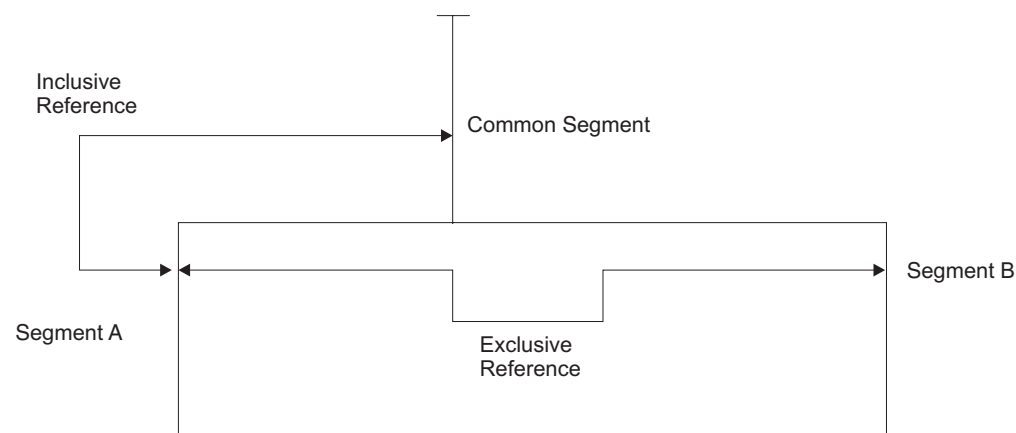 Inclusive
Reference
Common Segment
Segment B
Segment A
Exclusive
Reference